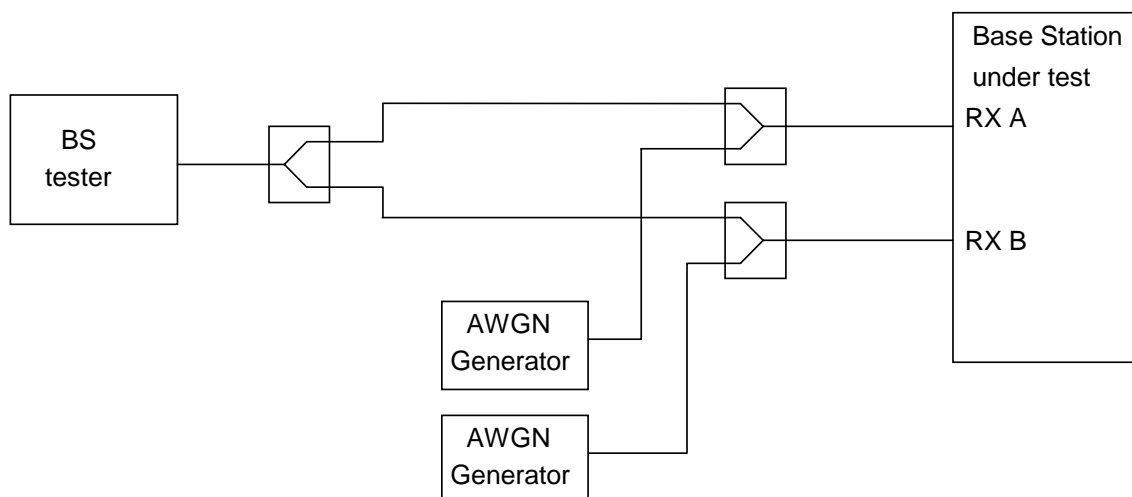 BS
tester
Base Station
under test
RX A
RX B
AWGN
Generator
AWGN
Generator